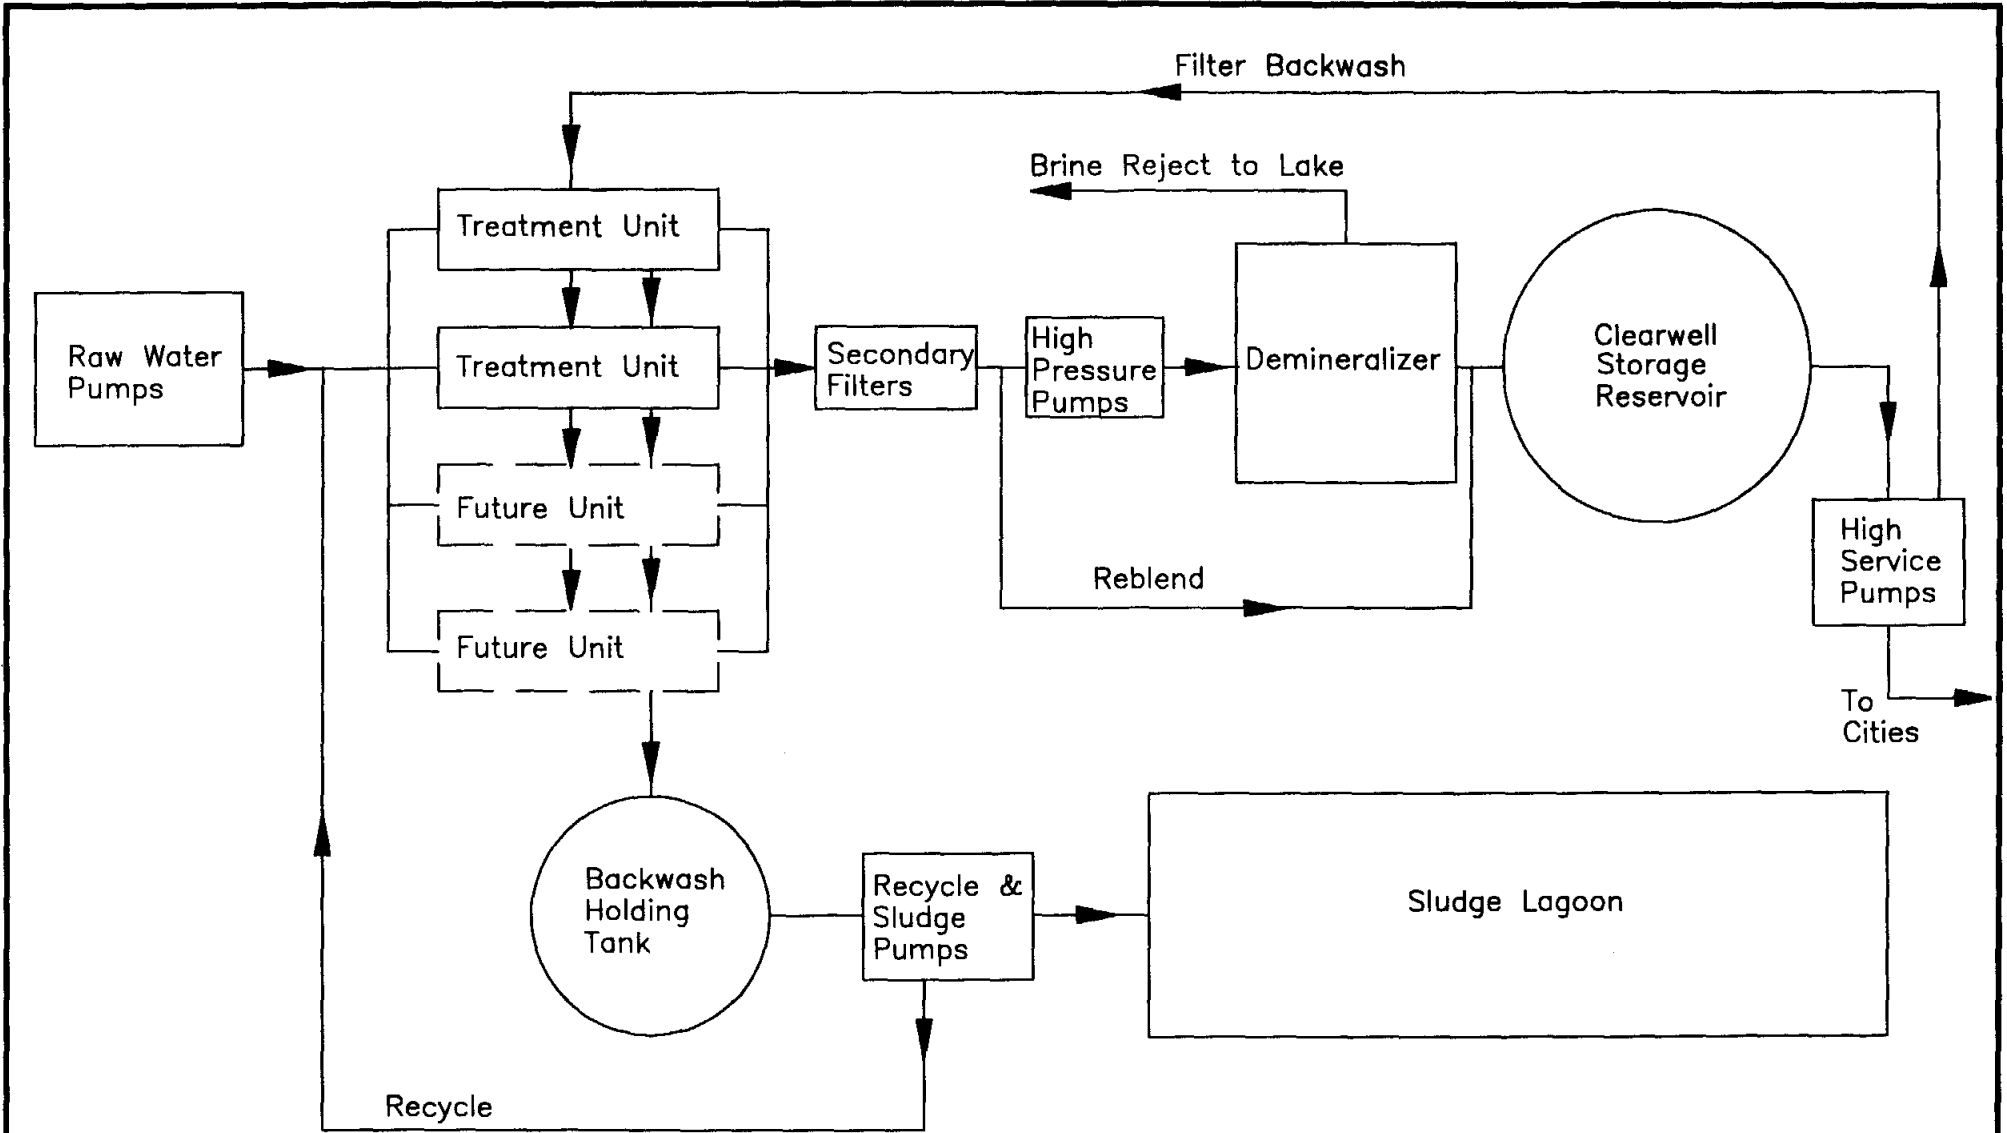 Filter Backwash
Brine Reject to Lake
Treatment Unit
Raw Water
Pumps
Treatment Unit
Secondary
Filters
High
Pressure
Pumps
Demineralizer
Clearwell
Storage
Reservoir
Future Unit
High
Service
Pumps
Reblend
Future Unit
To
Cities
Backwash
Holding
Tank
Recycle &
Sludge
Pumps
Sludge Lagoon
Recycle